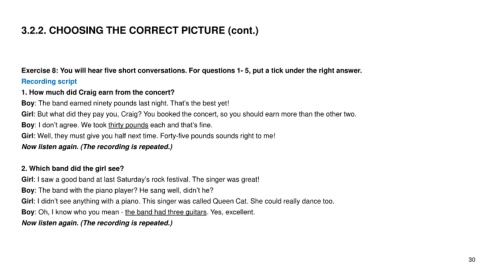 3.2.2. CHOOSING THE CORRECT PICTURE (cont.)
Exercise 8: You will hear five short conversations. For questions 1- 5, put a tick under the right answer.
Recording script
1. How much did Craig earn from the concert?
Boy: The band earned ninety pounds last night. That's the best yet!
Girl: But what did they pay you, Craig? You booked the concert, so you should earn more than the other two.
Boy: I don't agree. We took thirty pounds each and that's fine.
Girl: Well, they must give you half next time. Forty-five pounds sounds right to me!
Now listen again. (The recording is repeated.)
2. Which band did the girl see?
Girl: I saw a good band at last Saturday's rock festival. The singer was great!
Boy: The band with the piano player? He sang well, didn't he?
Girl: I didn't see anything with a piano. This singer was called Queen Cat. She could really dance too.
Boy: Oh, I know who you mean - the band had three guitars. Yes, excellent.
Now listen again. (The recording is repeated.)
30